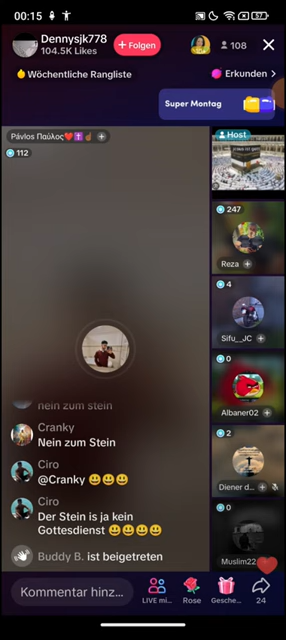 00:15
57
Dennysjk778
104.5K Likes
+ Folgen
108
Wöchentliche Rangliste
Erkunden >
Super Montag
Pávlos Παύλος❤️✝️☝🏾 +
112
Host
247
Reza +
4
Sifu__JC +
0
Albaner02 +
2
Diener d... +
0
Muslim22
nein zum stein
Cranky
Nein zum Stein
Ciro
@Cranky 😃😃😃
Ciro
Der Stein is ja kein
Gottesdienst 😃😃😃😃
Buddy B. ist beigetreten
Kommentar hinz...
LIVE mi...
Rose
Gesche...
24